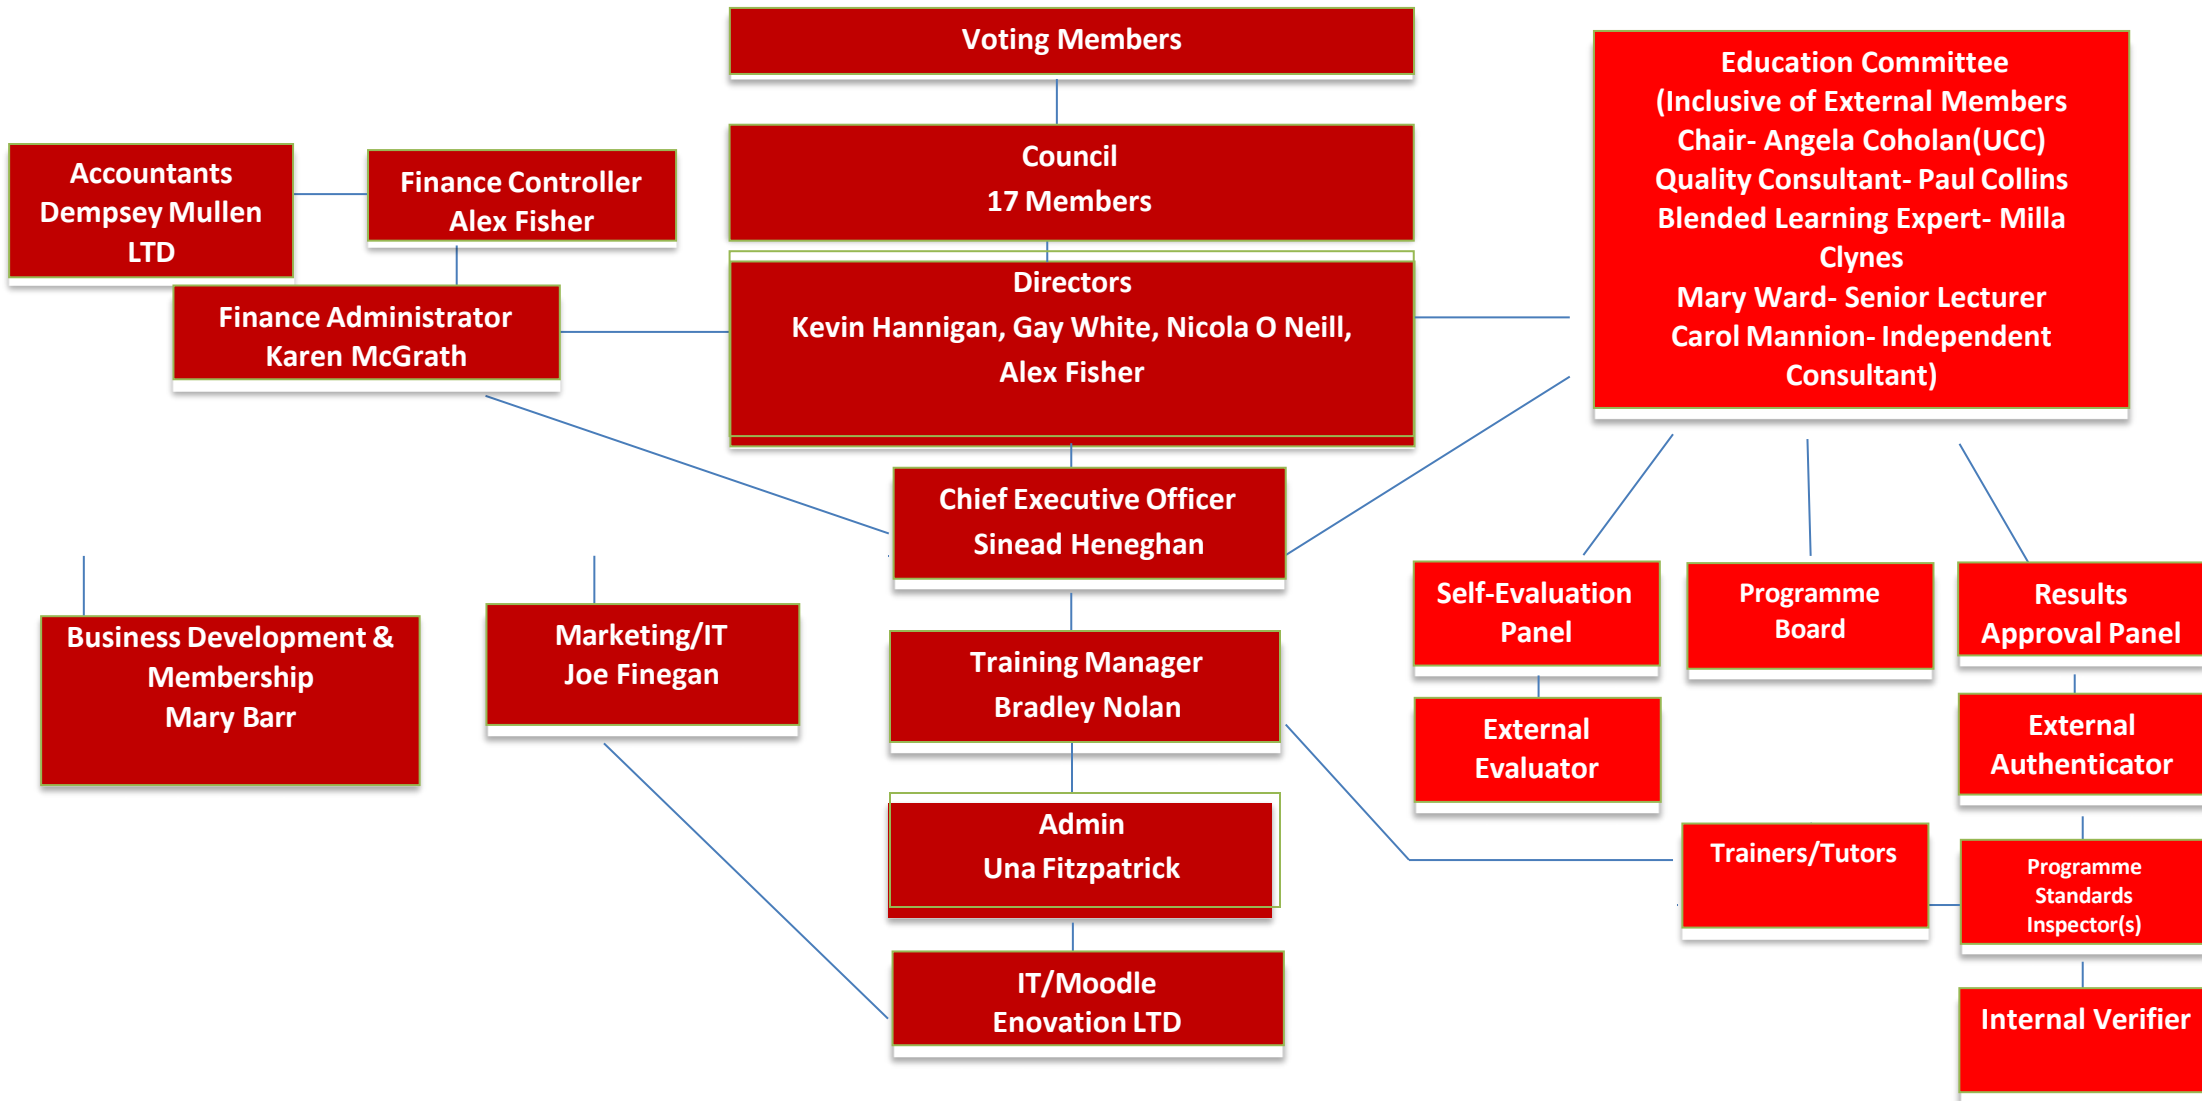 Voting Members
Council
17 Members
Education Committee
(Inclusive of External Members
Chair- Angela Coholan(UCC)
Quality Consultant- Paul Collins
Blended Learning Expert- Milla
Clynes
Mary Ward- Senior Lecturer
Carol Mannion- Independent
Consultant)
Accountants
Dempsey Mullen
LTD
Finance Controller
Alex Fisher
Finance Administrator
Karen McGrath
Directors
Kevin Hannigan, Gay White, Nicola O Neill,
Alex Fisher
Chief Executive Officer
Sinead Heneghan
Business Development &
Membership
Mary Barr
Marketing/IT
Joe Finegan
Training Manager
Bradley Nolan
Self-Evaluation
Panel
Programme
Board
Results
Approval Panel
External
Evaluator
External
Authenticator
Admin
Una Fitzpatrick
Trainers/Tutors
Programme
Standards
Inspector(s)
IT/Moodle
Enovation LTD
Internal Verifier